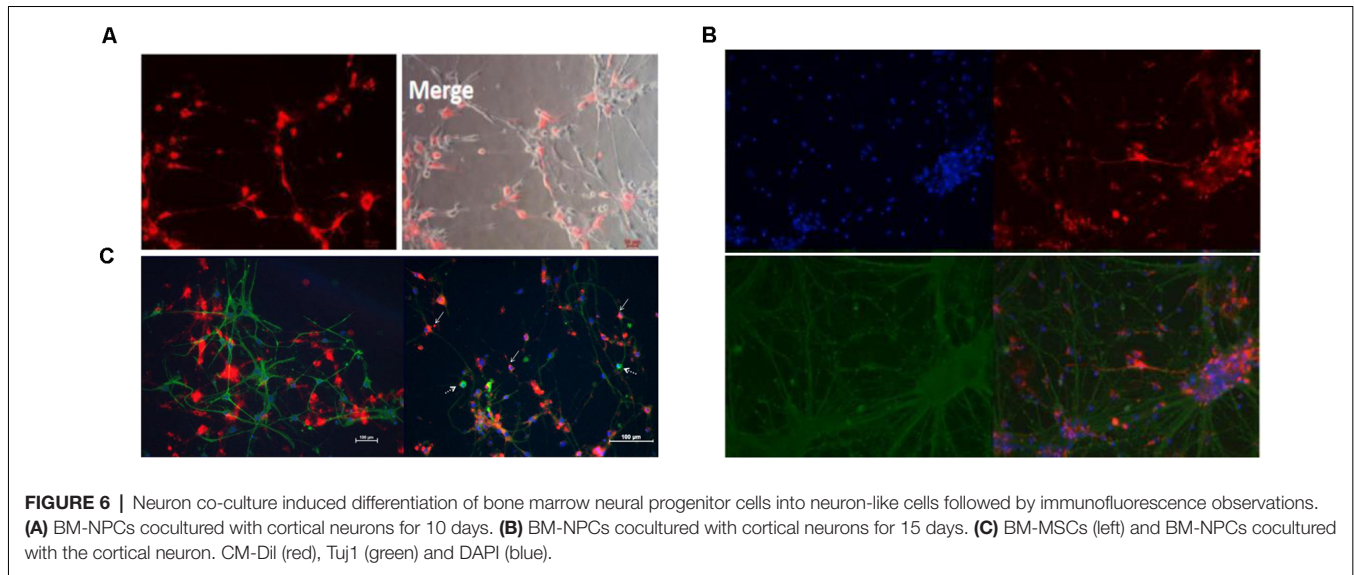 A
B
Merge
C
100 µm
100 µm
FIGURE 6 | Neuron co-culture induced differentiation of bone marrow neural progenitor cells into neuron-like cells followed by immunofluorescence observations.
(A) BM-NPCs cocultured with cortical neurons for 10 days. (B) BM-NPCs cocultured with cortical neurons for 15 days. (C) BM-MSCs (left) and BM-NPCs cocultured
with the cortical neuron. CM-Dil (red), Tuj1 (green) and DAPI (blue).